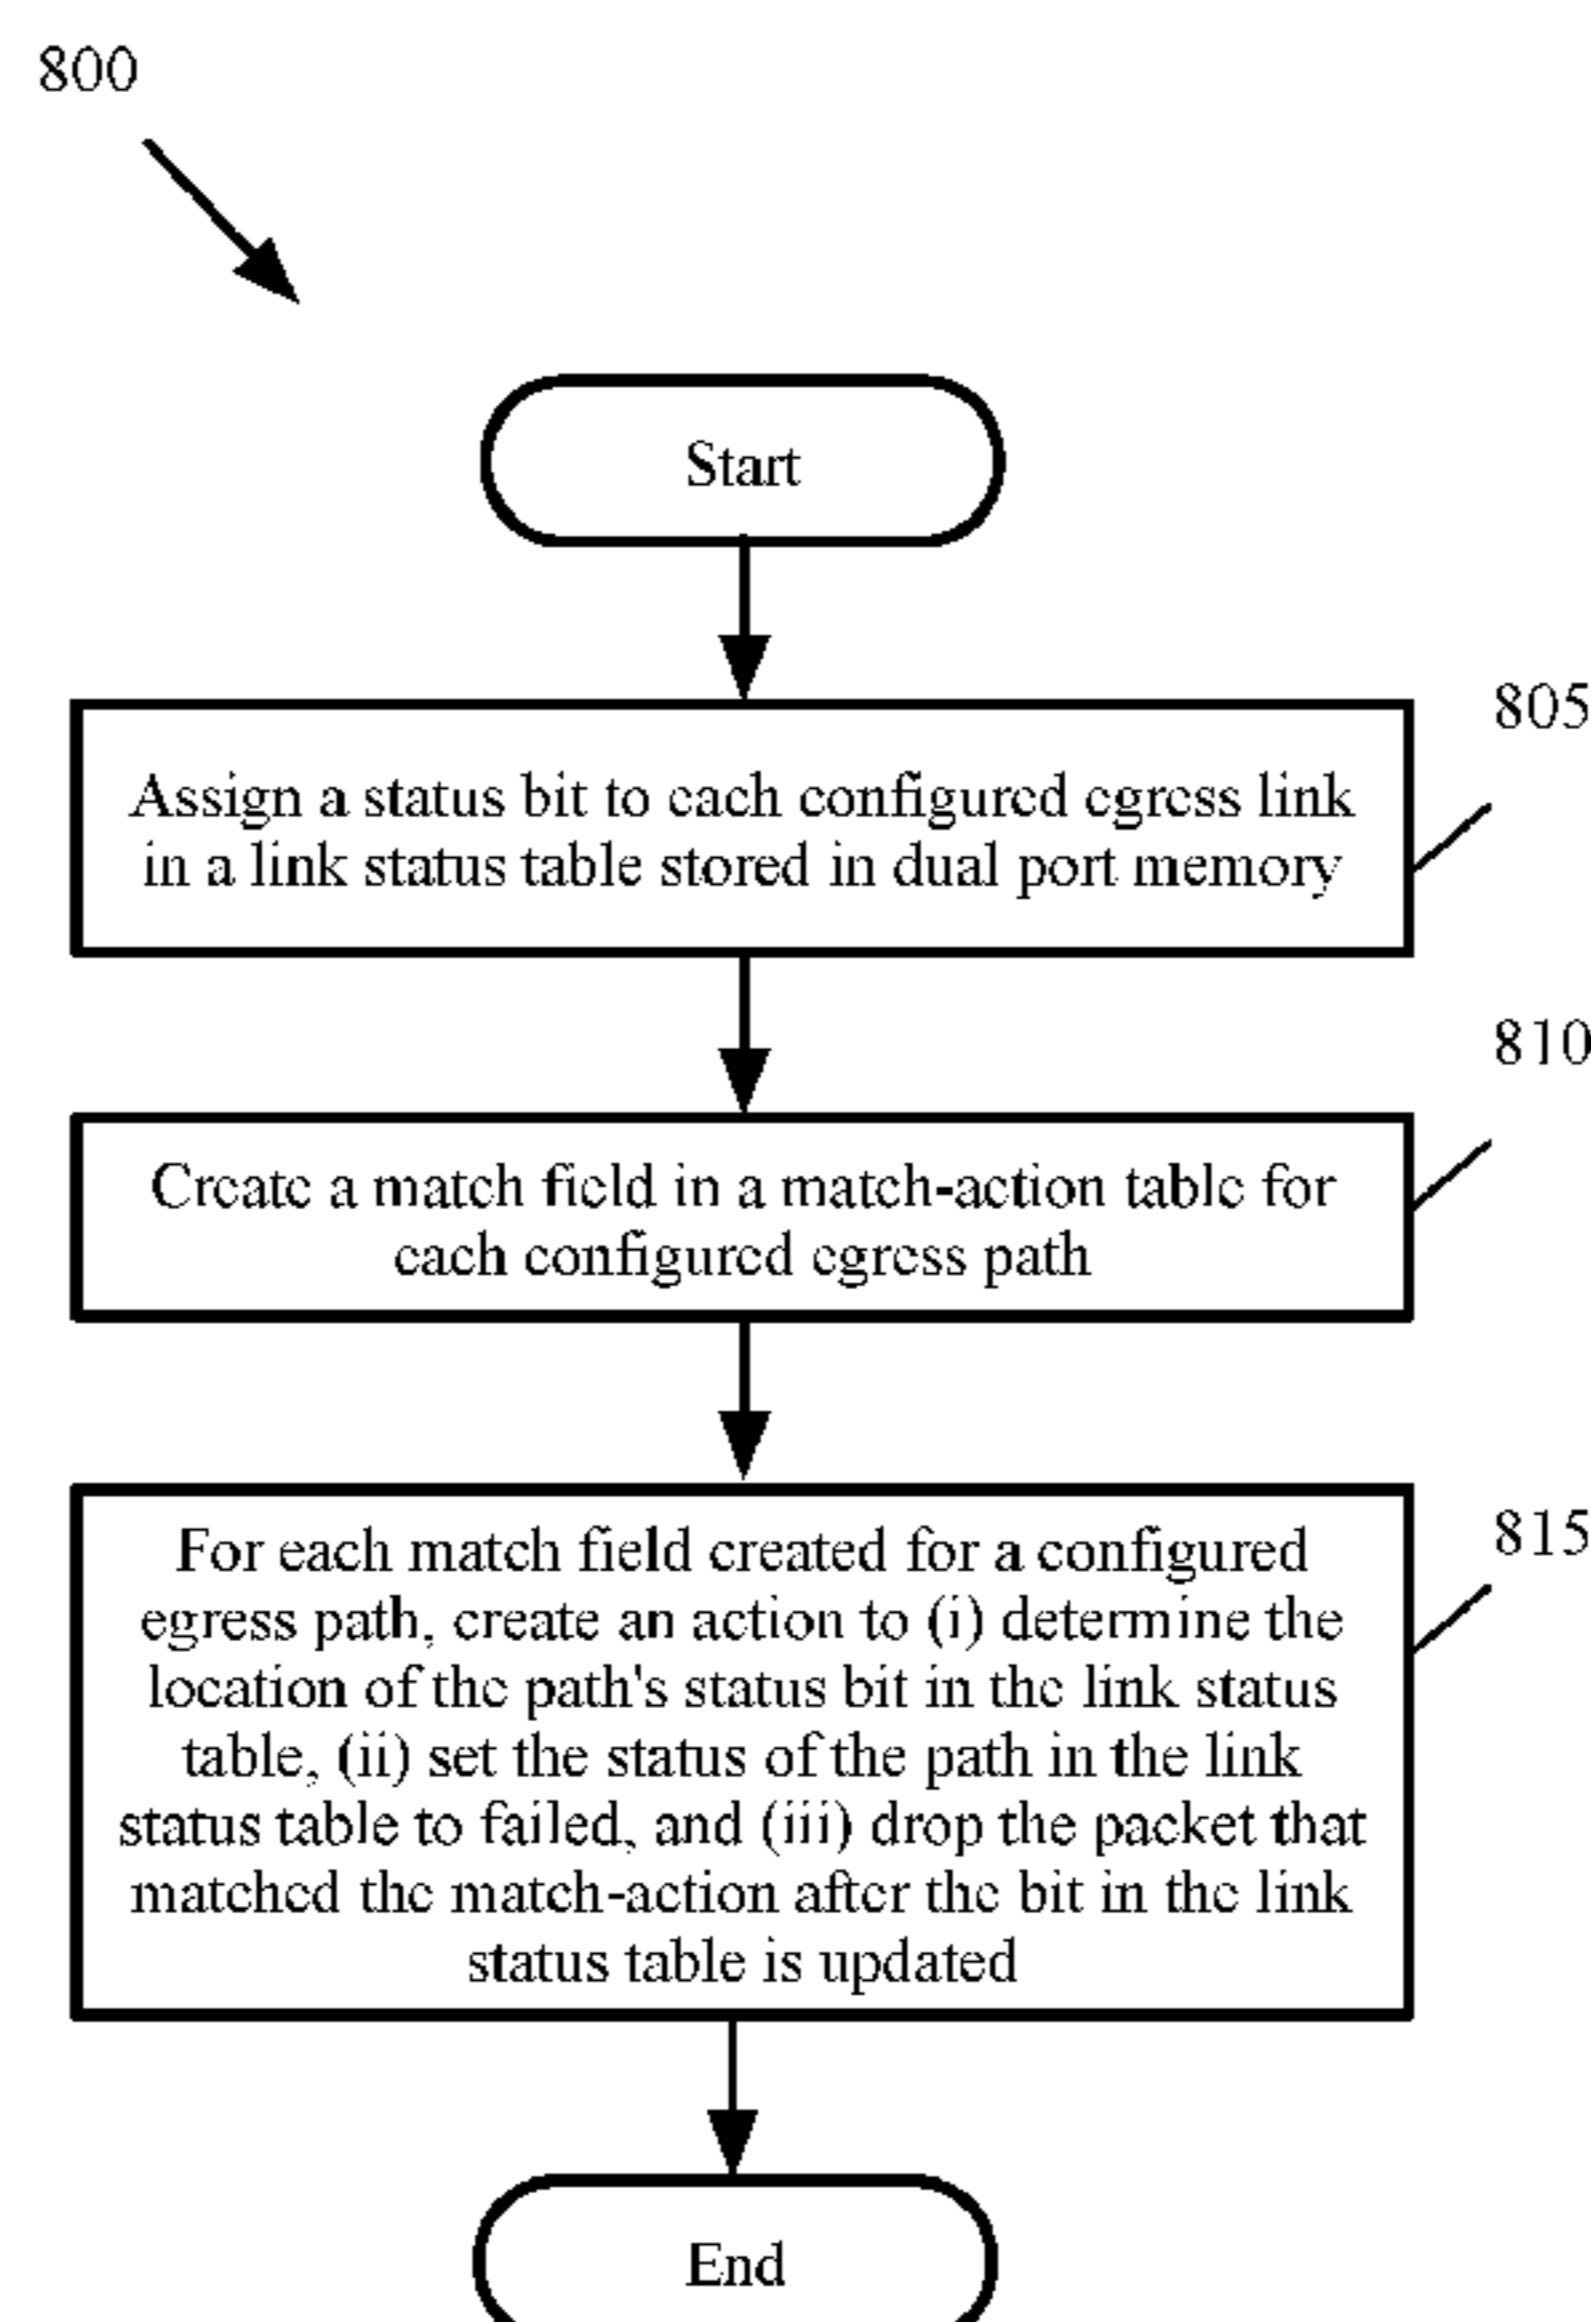 800
Start
805
Assign a status bit to each configured egress link
in a link status table stored in dual port memory
810
Create a match field in a match-action table for
each configured egress path
815
For each match field created for a configured
egress path, create an action to (i) determine the
location of the path's status bit in the link status
table, (ii) set the status of the path in the link
status table to failed, and (iii) drop the packet that
matched the match-action after the bit in the link
status table is updated
End